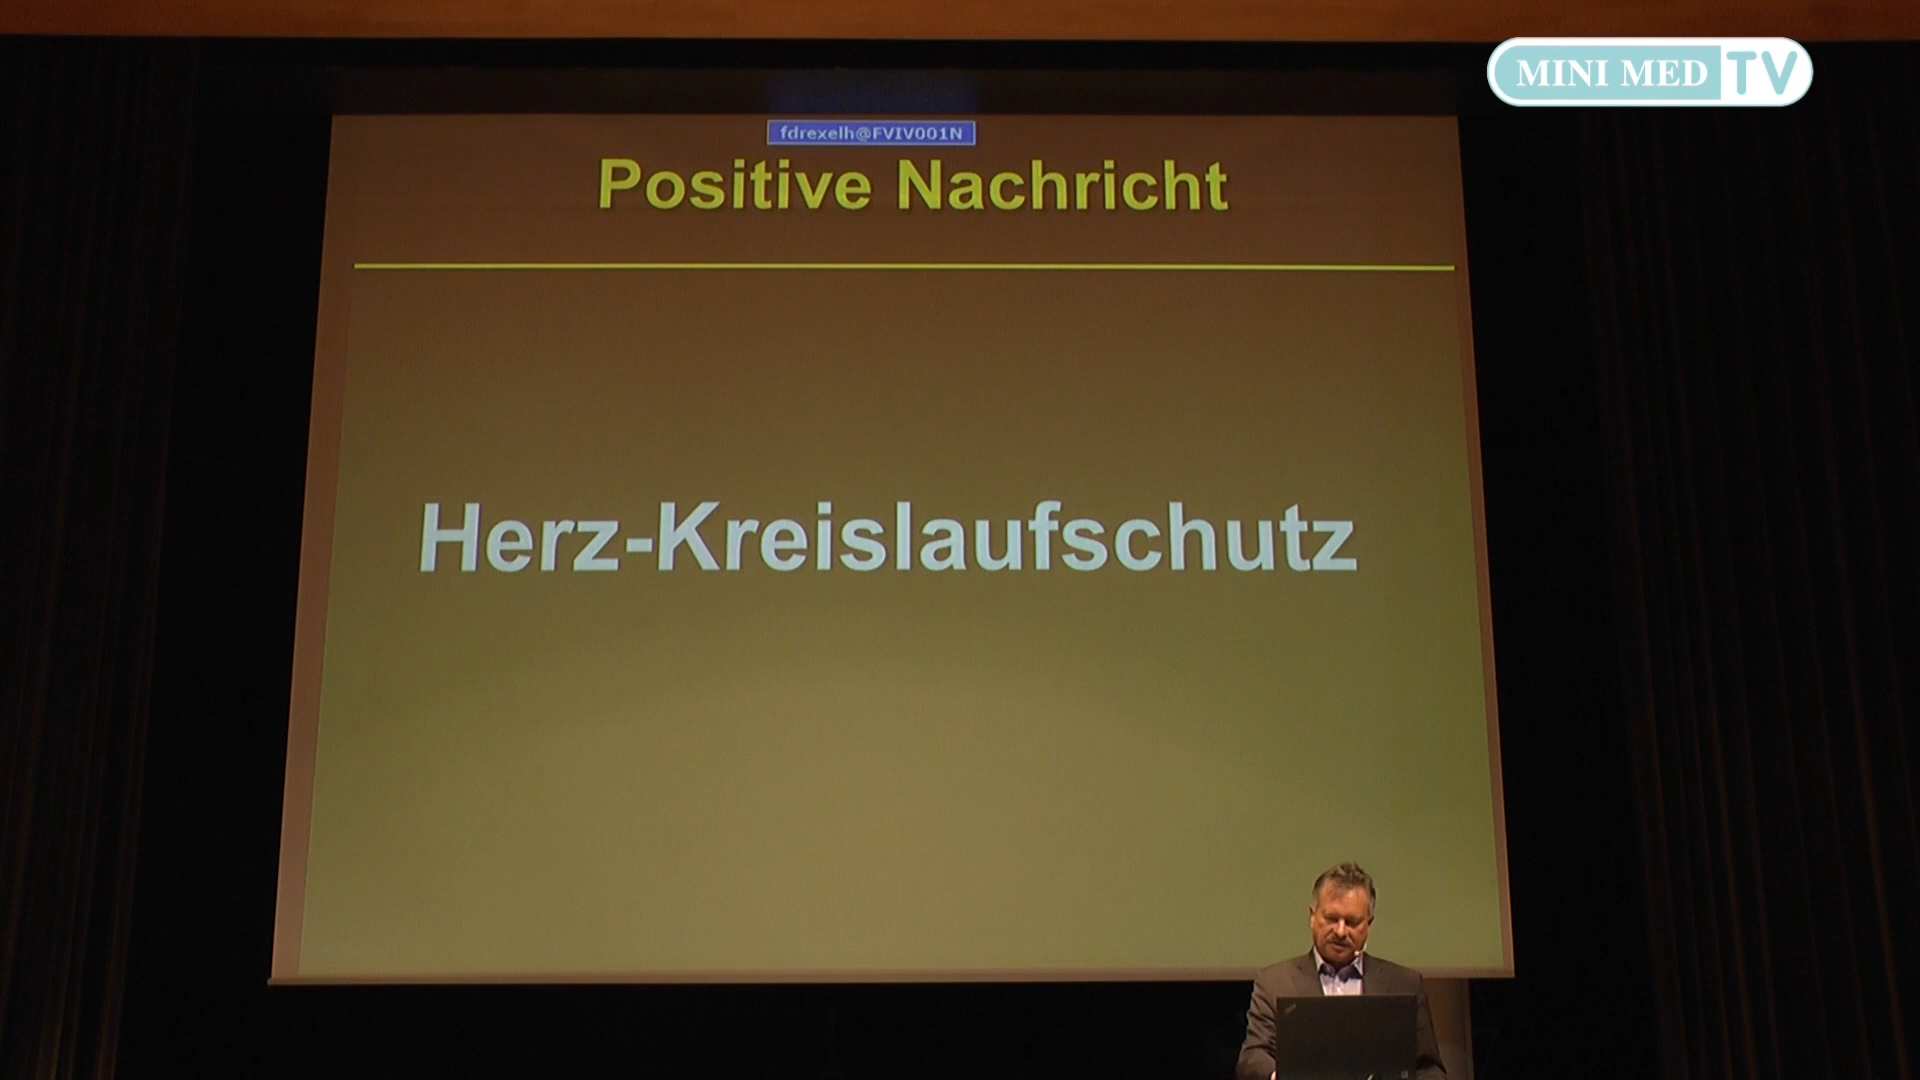 MINI MED TV
fdrexelh@FVIV001N
Positive Nachricht
Herz-Kreislaufschutz